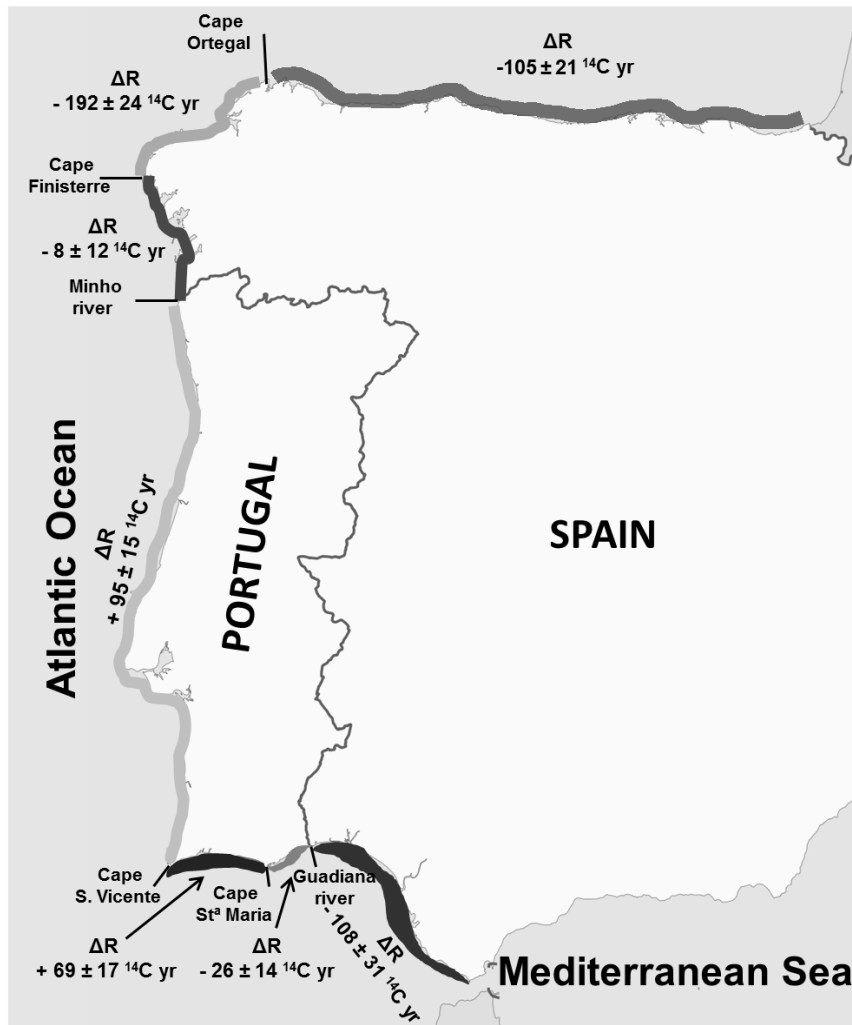 Cape
Ortegal
ΔR
-105 ± 21 ¹⁴C yr
ΔR
- 192 ± 24 ¹⁴C yr
Cape
Finisterre
ΔR
- 8 ± 12 ¹⁴C yr
Minho
river
Atlantic Ocean
ΔR
+ 95 ± 15 ¹⁴C yr
PORTUGAL
SPAIN
Cape
S. Vicente
Cape
Stª Maria
Guadiana
river
ΔR
+ 69 ± 17 ¹⁴C yr
ΔR
- 26 ± 14 ¹⁴C yr
ΔR
- 108 ± 31 ¹⁴C yr
Mediterranean Sea